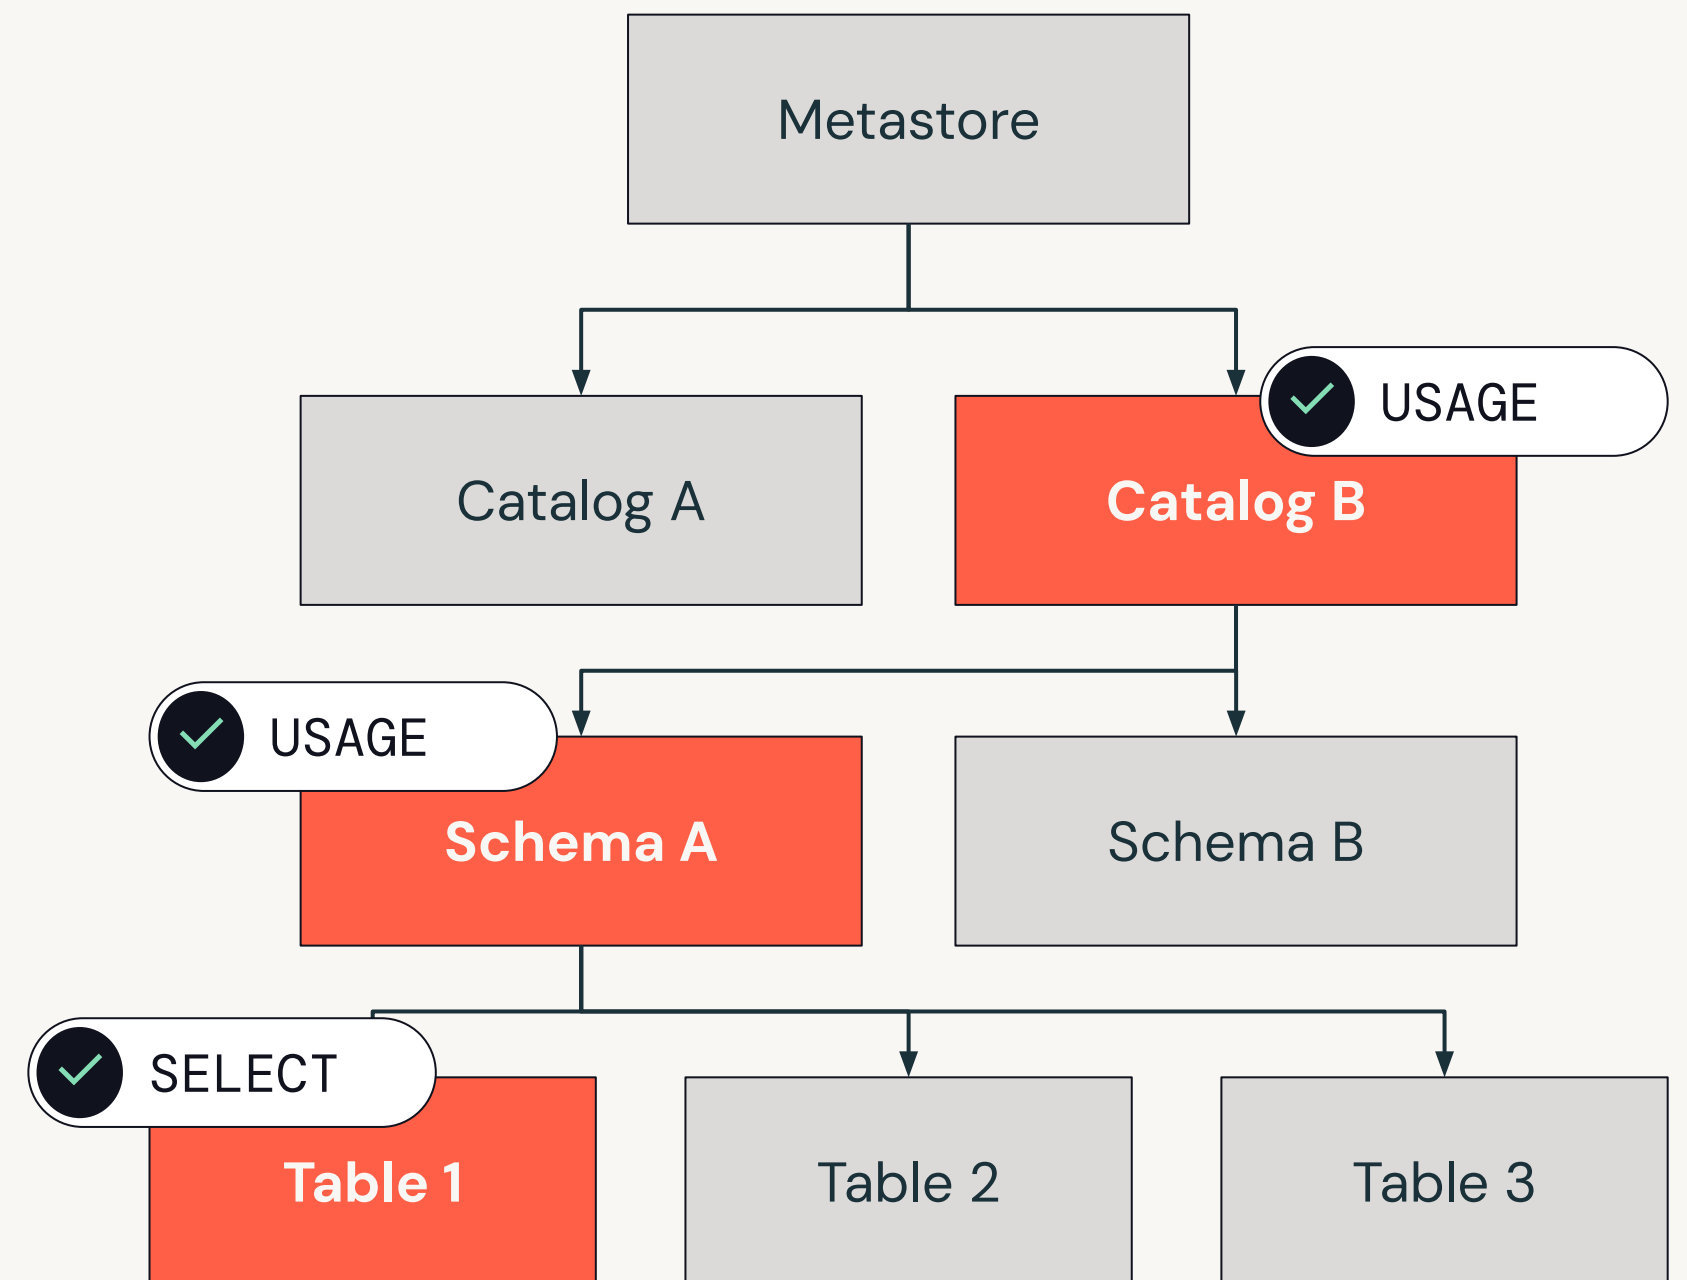 Metastore
USAGE
Catalog A
Catalog B
USAGE
Schema A
Schema B
SELECT
Table 1
Table 2
Table 3